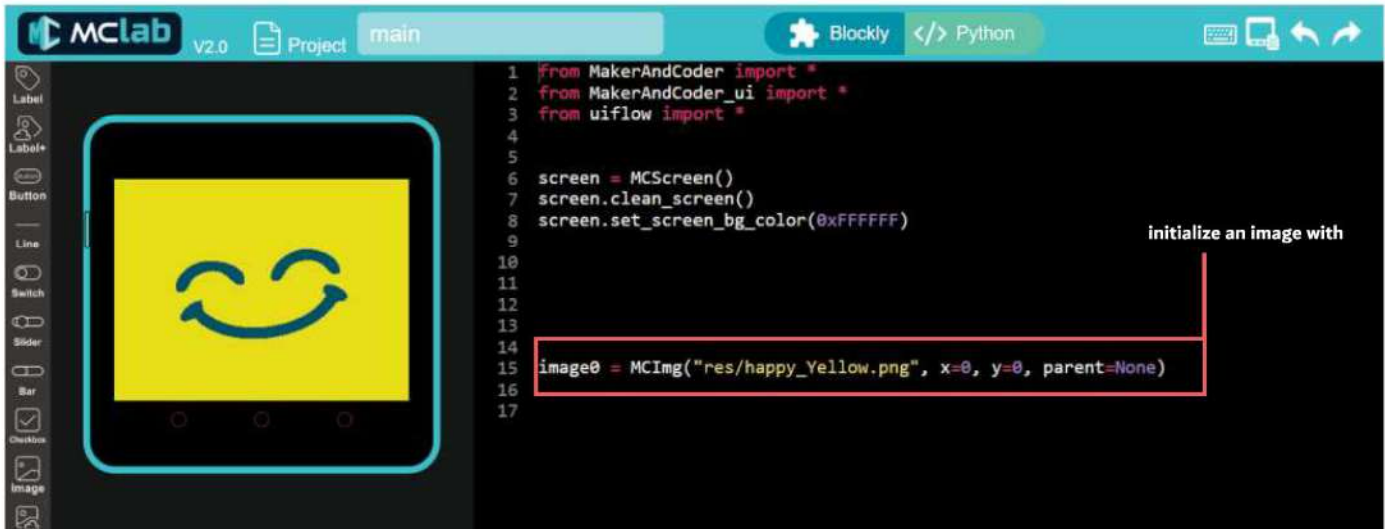 MClab V2.0 Project main Blockly </> Python
Label
Label+
Button
Line
Switch
Slider
Bar
Checkbox
Image
1 from MakerAndCoder import *
2 from MakerAndCoder_ui import *
3 from uiflow import *
4
5
6 screen = MCScreen()
7 screen.clean_screen()
8 screen.set_screen_bg_color(0xFFFFFF)
9
10
11
12
13
14
15 image0 = MCImg("res/happy_Yellow.png", x=0, y=0, parent=None)
16
17
initialize an image with